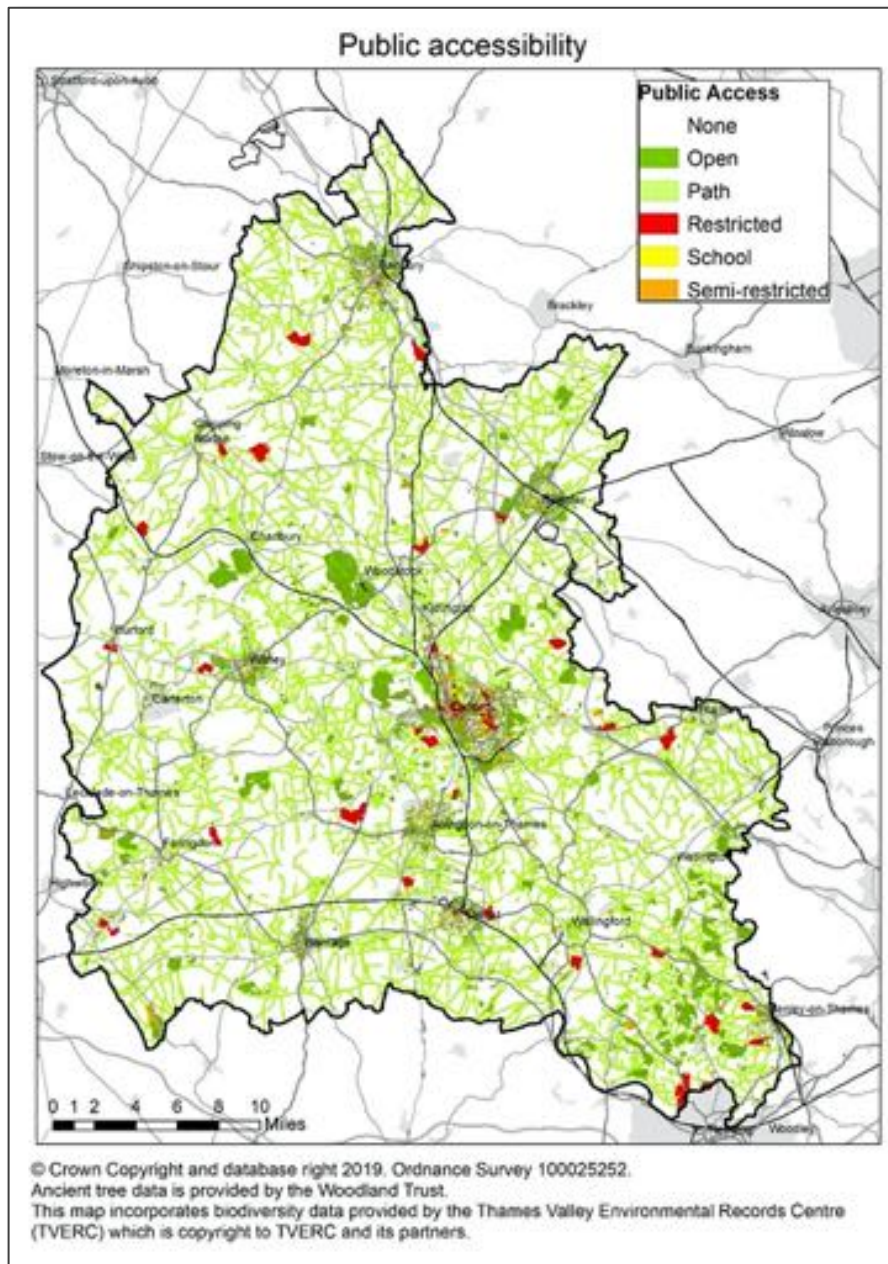 Public accessibility
Stratford-upon-Avon
Public Access
None
Open
Path
Restricted
School
Semi-restricted
Banbury
Shipston-on-Stour
Brackley
Buckingham
Moreton-in-Marsh
Chipping
Norton
Winslow
Stow-on-the-Wold
Charlbury
Woodstock
Kidlington
Aylesbury
Burford
Witney
Carterton
Princes
Risborough
Lechlade-on-Thames
Abingdon-on-Thames
Faringdon
Watlington
Highworth
Wallingford
Wantage
Henley-on-Thames
0 1 2 4 6 8 10
Miles
Woodley
© Crown Copyright and database right 2019. Ordnance Survey 100025252.
Ancient tree data is provided by the Woodland Trust.
This map incorporates biodiversity data provided by the Thames Valley Environmental Records Centre
(TVERC) which is copyright to TVERC and its partners.